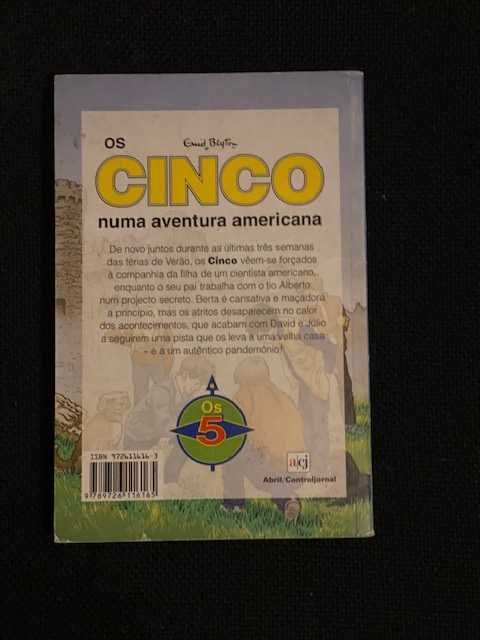 OS
Enid Blyton
CINCO
numa aventura americana
De novo juntos durante as últimas três semanas
das férias de Verão, os Cinco vêem-se forçados
à companhia da filha de um cientista americano,
enquanto o seu pai trabalha com o tio Alberto
num projecto secreto. Berta é cansativa e maçadora
a princípio, mas os atritos desaparecem no calor
dos acontecimentos, que acabam com David e Júlio
a seguirem uma pista que os leva a uma velha casa
- e a um autêntico pandemónio!
Os
5
ISBN 972611616-3
9789726116165
a|cj
Abril/Controljornal